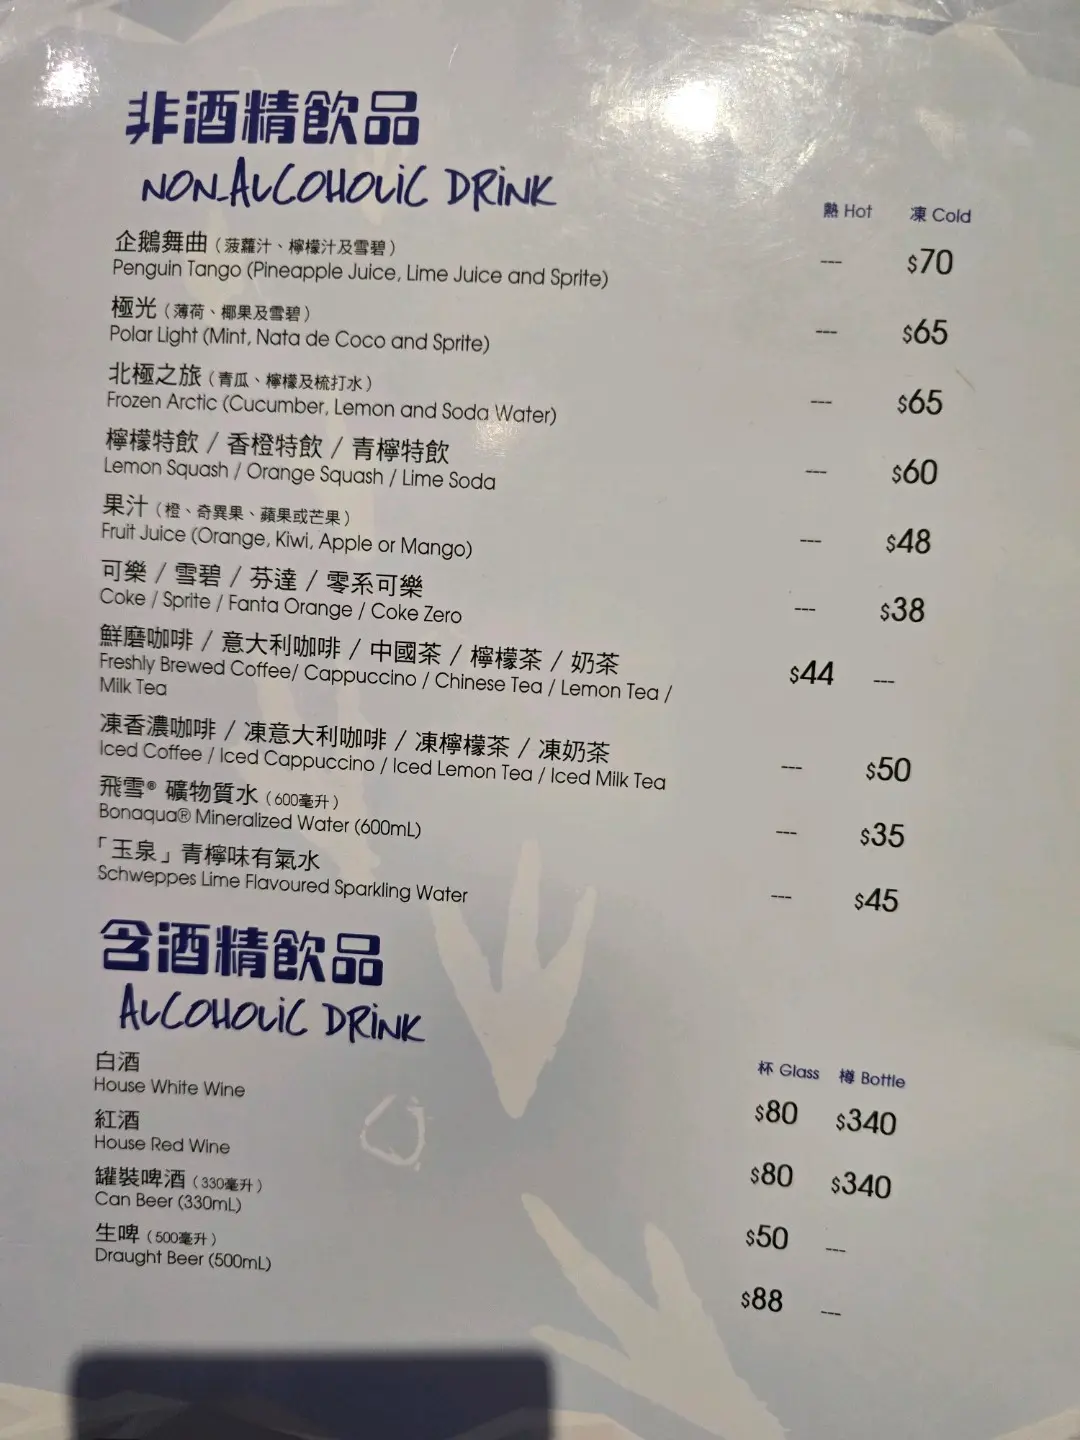 非酒精飲品
NON-ALCOHOLIC DRINK
熱 Hot 凍 Cold
企鵝舞曲（菠蘿汁、檸檬汁及雪碧）
Penguin Tango (Pineapple Juice, Lime Juice and Sprite) --- $70
極光（薄荷、椰果及雪碧）
Polar Light (Mint, Nata de Coco and Sprite) --- $65
北極之旅（青瓜、檸檬及梳打水）
Frozen Arctic (Cucumber, Lemon and Soda Water) --- $65
檸檬特飲 / 香橙特飲 / 青檸特飲
Lemon Squash / Orange Squash / Lime Soda --- $60
果汁（橙、奇異果、蘋果或芒果）
Fruit Juice (Orange, Kiwi, Apple or Mango) --- $48
可樂 / 雪碧 / 芬達 / 零系可樂
Coke / Sprite / Fanta Orange / Coke Zero --- $38
鮮磨咖啡 / 意大利咖啡 / 中國茶 / 檸檬茶 / 奶茶
Freshly Brewed Coffee/ Cappuccino / Chinese Tea / Lemon Tea / $44 ---
Milk Tea
凍香濃咖啡 / 凍意大利咖啡 / 凍檸檬茶 / 凍奶茶
Iced Coffee / Iced Cappuccino / Iced Lemon Tea / Iced Milk Tea --- $50
飛雪® 礦物質水（600毫升）
Bonaqua® Mineralized Water (600mL) --- $35
「玉泉」青檸味有氣水
Schweppes Lime Flavoured Sparkling Water --- $45
含酒精飲品
ALCOHOLIC DRINK
杯 Glass 樽 Bottle
白酒
House White Wine $80 $340
紅酒
House Red Wine $80 $340
罐裝啤酒（330毫升）
Can Beer (330mL) $50 ---
生啤（500毫升）
Draught Beer (500mL) $88 ---